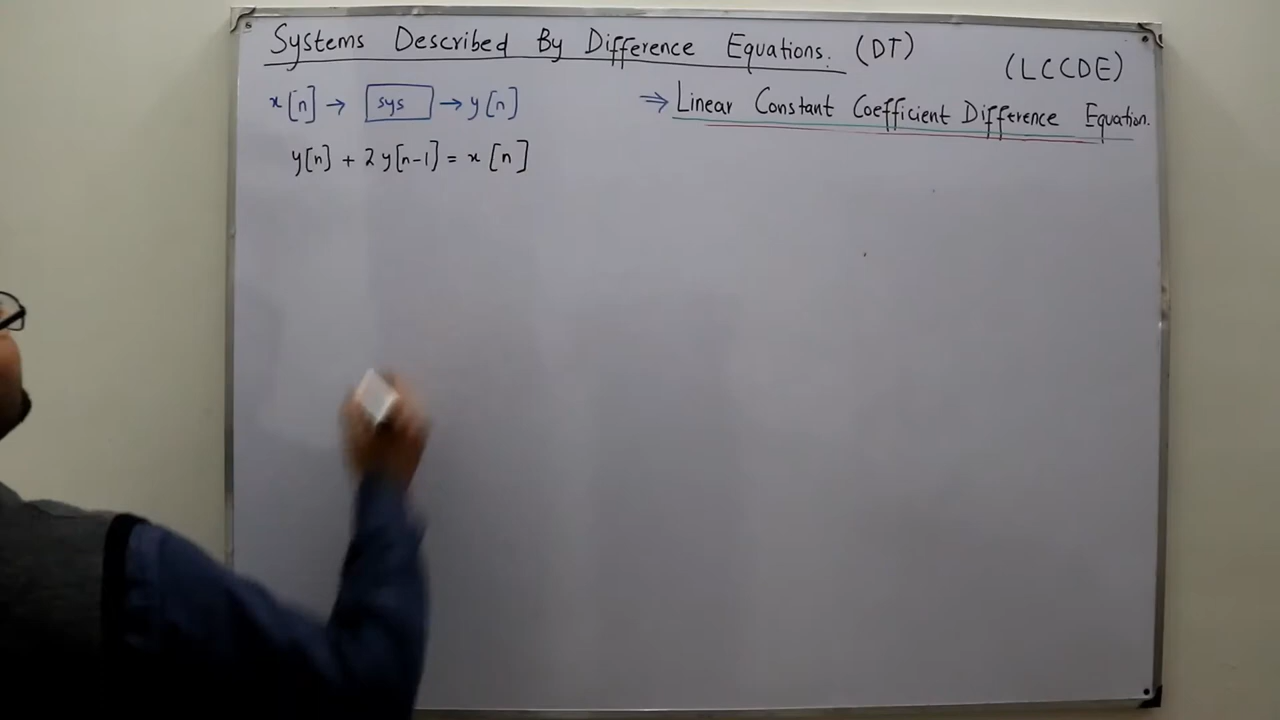 Systems Described By Difference Equations. (DT)
(LCCDE)
x[n] → sys → y[n]
⇒ Linear Constant Coefficient Difference Equation.
y[n] + 2y[n-1] = x[n]